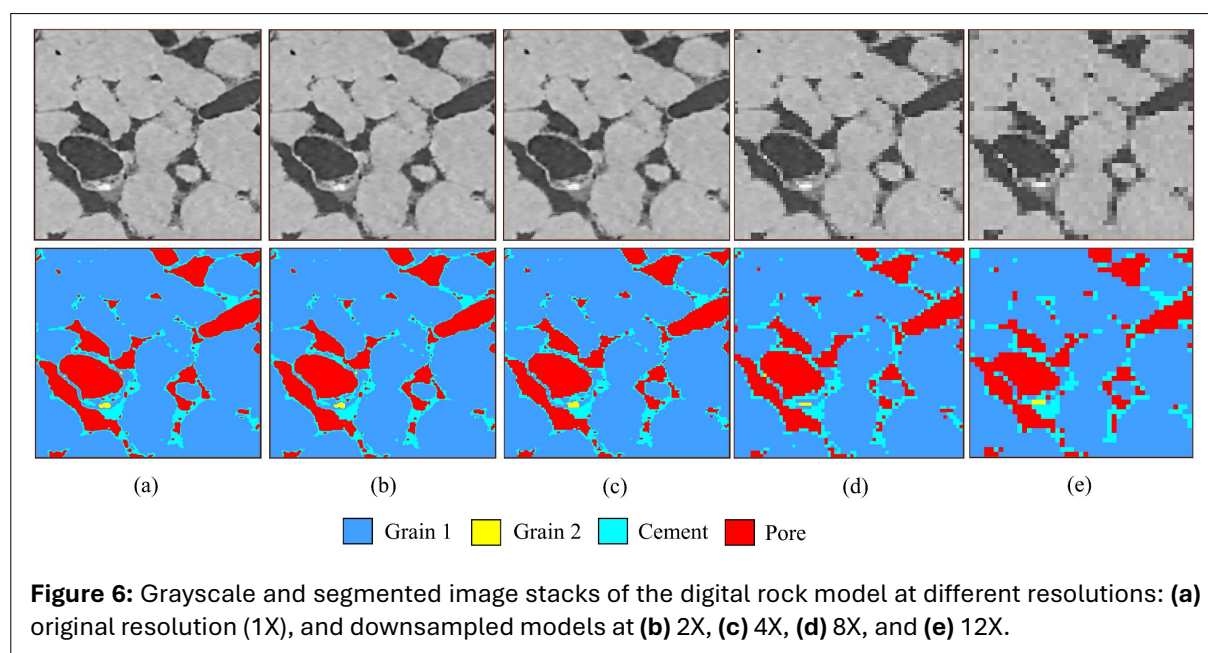 (a) (b) (c) (d) (e)
Grain 1 Grain 2 Cement Pore
Figure 6: Grayscale and segmented image stacks of the digital rock model at different resolutions: (a)
original resolution (1X), and downsampled models at (b) 2X, (c) 4X, (d) 8X, and (e) 12X.